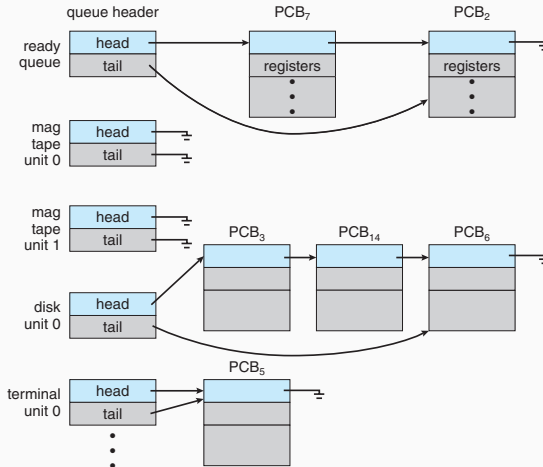 queue header PCB7 PCB2
ready
queue
head
tail
registers registers
mag
tape
unit 0
head
tail
mag
tape
unit 1
head
tail
PCB3 PCB14 PCB6
disk
unit 0
head
tail
PCB5
terminal
unit 0
head
tail